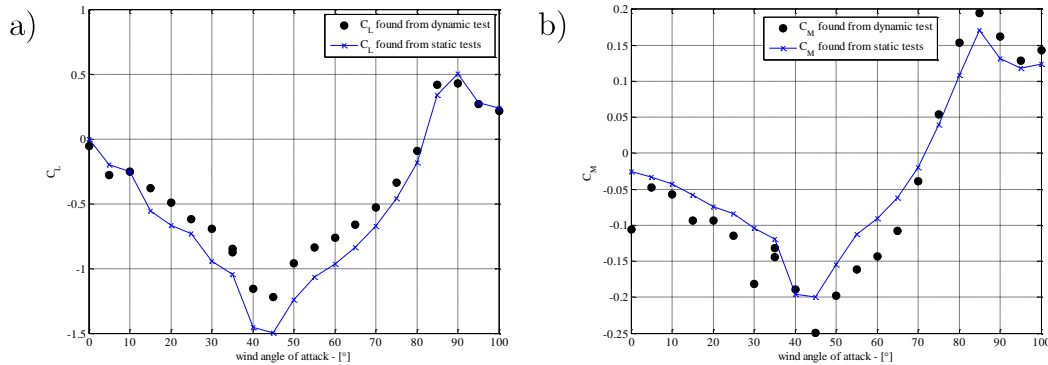 a)
C_L found from dynamic test
C_L found from static tests
1
0.5
0
-0.5
-1
-1.5
C_L
0 10 20 30 40 50 60 70 80 90 100
wind angle of attack - [°]
b)
C_M found from dynamic test
C_M found from static tests
0.2
0.15
0.1
0.05
0
-0.05
-0.1
-0.15
-0.2
-0.25
C_M
0 10 20 30 40 50 60 70 80 90 100
wind angle of attack - [°]